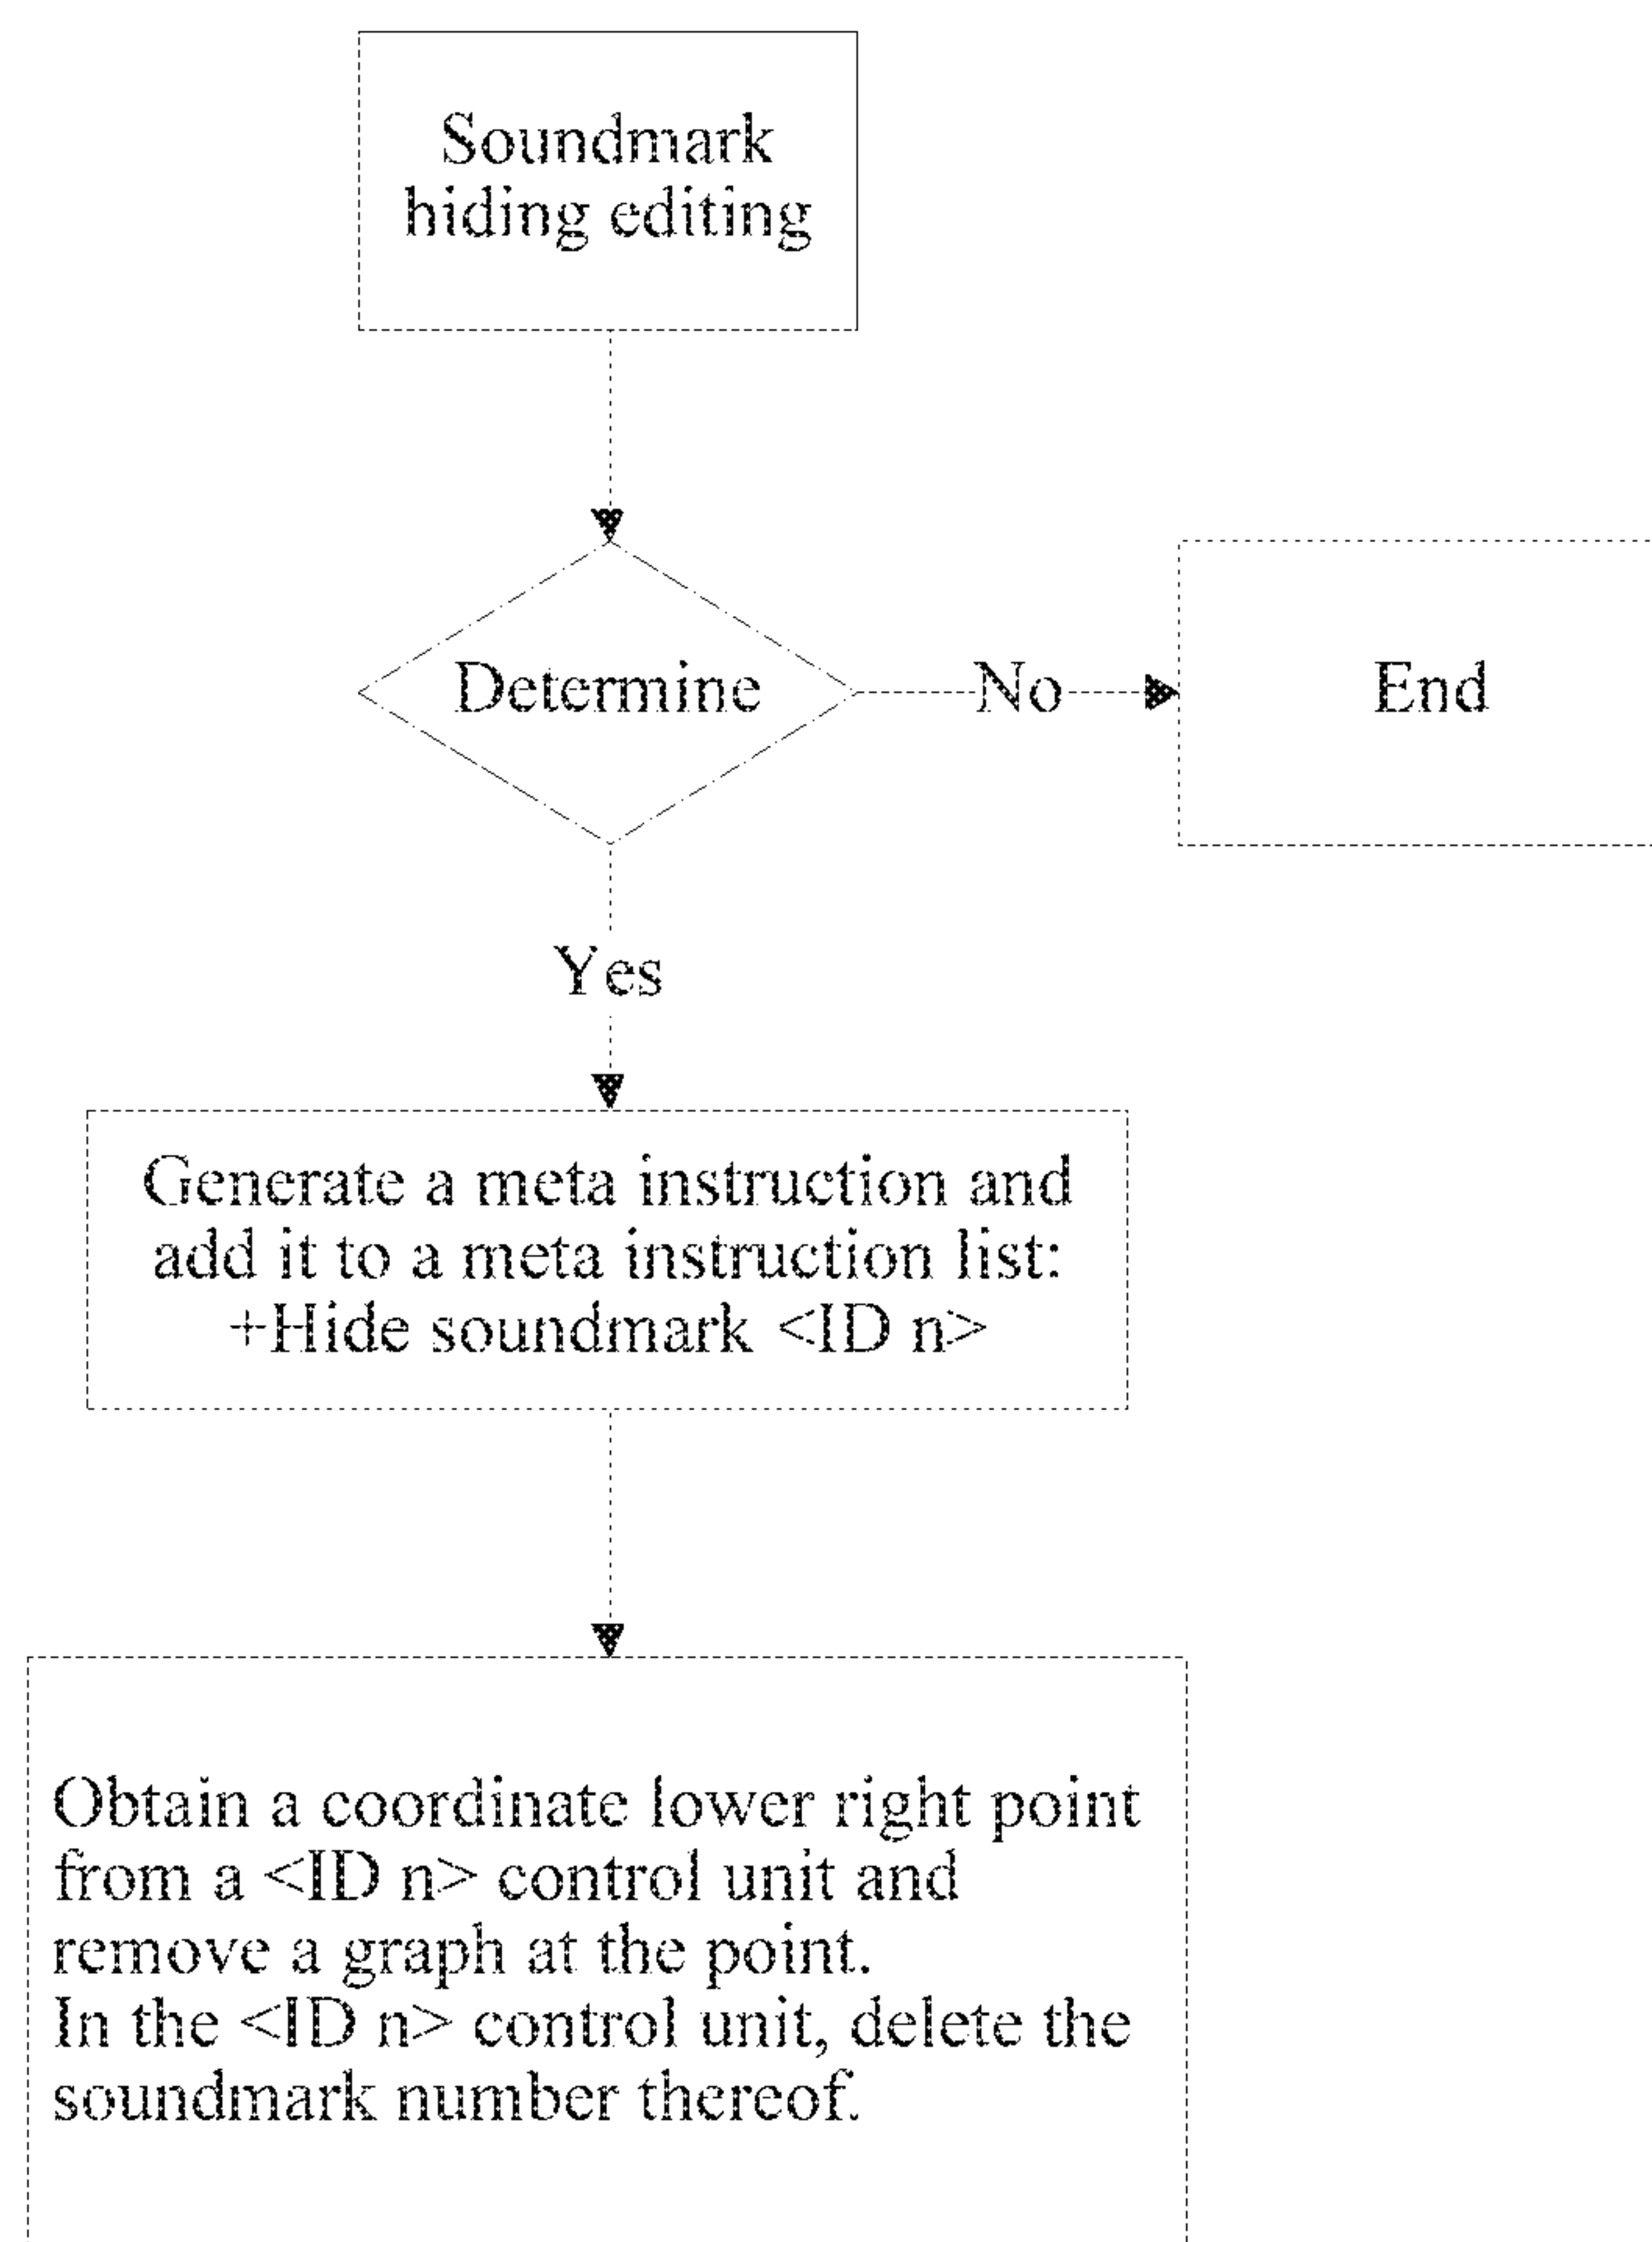 Soundmark
hiding editing
Determine
No
End
Yes
Generate a meta instruction and
add it to a meta instruction list:
+Hide soundmark <ID n>
Obtain a coordinate lower right point
from a <ID n> control unit and
remove a graph at the point.
In the <ID n> control unit, delete the
soundmark number thereof.